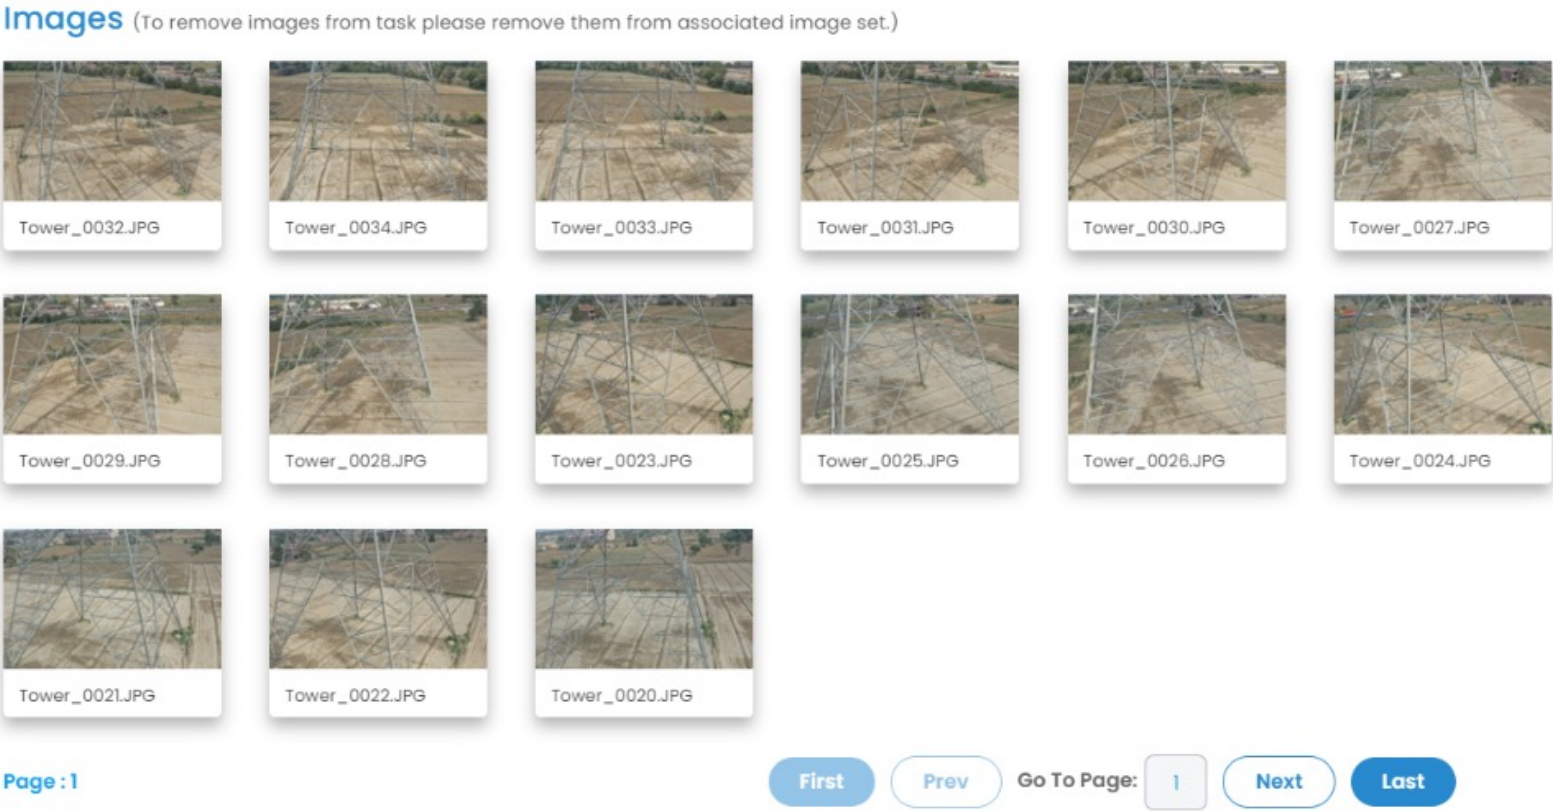 Images (To remove images from task please remove them from associated image set.)
Tower_0032.JPG
Tower_0034.JPG
Tower_0033.JPG
Tower_0031.JPG
Tower_0030.JPG
Tower_0027.JPG
Tower_0029.JPG
Tower_0028.JPG
Tower_0023.JPG
Tower_0025.JPG
Tower_0026.JPG
Tower_0024.JPG
Tower_0021.JPG
Tower_0022.JPG
Tower_0020.JPG
Page : 1
First
Prev
Go To Page:
1
Next
Last